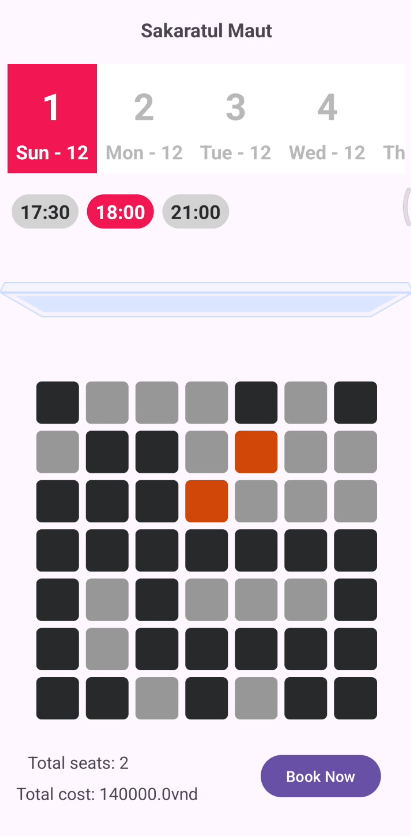 Sakaratul Maut
1 2 3 4
Sun - 12 Mon - 12 Tue - 12 Wed - 12 Th
17:30 18:00 21:00
Total seats: 2
Total cost: 140000.0vnd
Book Now